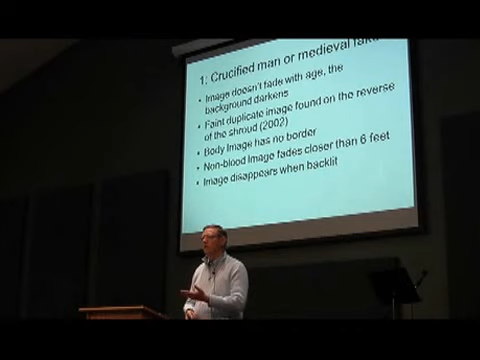 1: Crucified man or medieval fake
• Image doesn't fade with age, the
background darkens
• Faint duplicate image found on the reverse
of the shroud (2002)
• Body Image has no border
• Non-blood Image fades closer than 6 feet
• Image disappears when backlit